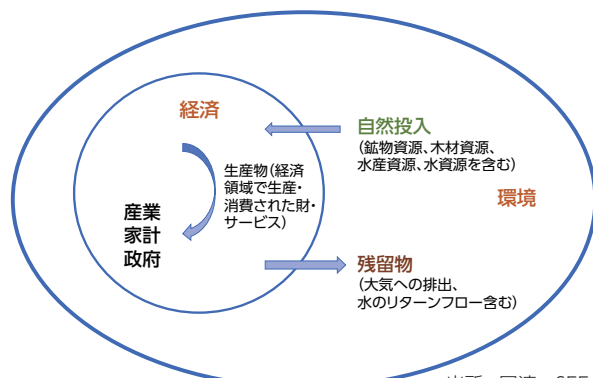 経済
自然投入
(鉱物資源、木材資源、
水産資源、水資源を含む)
生産物(経済
領域で生産・
消費された財・
サービス)
環境
産業
家計
政府
残留物
(大気への排出、
水のリターンフロー含む)